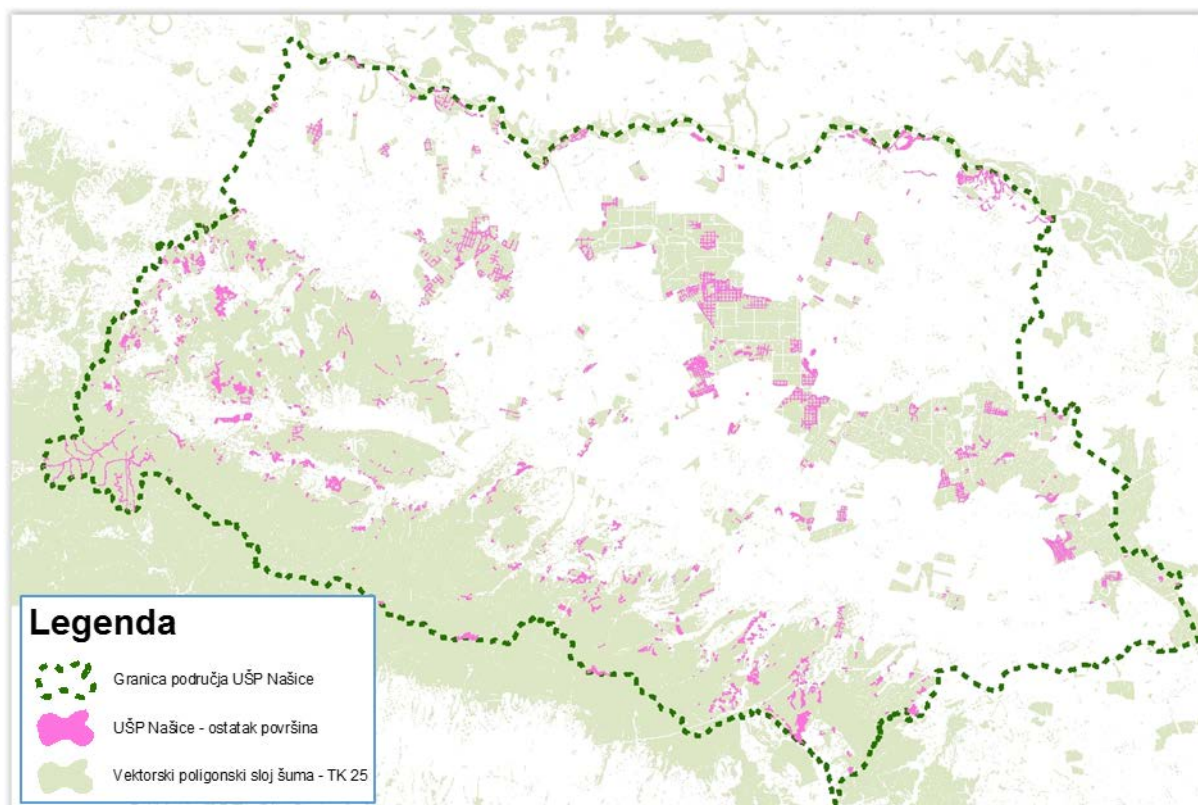 Legenda
Granica područja UŠP Našice
UŠP Našice - ostatak površina
Vektorski poligonski sloj šuma - TK 25